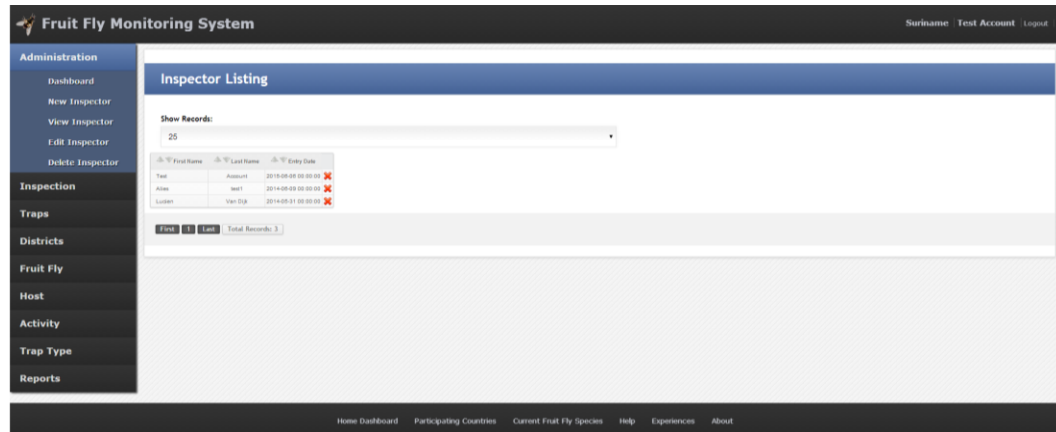 Fruit Fly Monitoring System
Suriname Test Account Logout
Administration
Dashboard
New Inspector
View Inspector
Edit Inspector
Delete Inspector
Inspection
Traps
Districts
Fruit Fly
Host
Activity
Trap Type
Reports
Inspector Listing
Show Records:
25
First Name Last Name Entry Date
Test Account
test1
Van Dijk
First 1 Last Total Records: 3
Home Dashboard Participating Countries Current Fruit Fly Species Help Experiences About